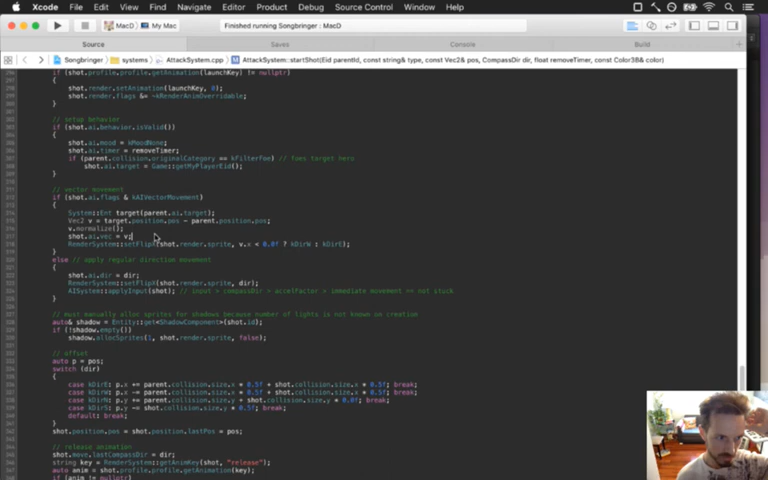 Xcode File Edit View Find Navigate Editor Product Debug Source Control Window Help
MacD My Mac Finished running Songbringer : MacD
Source Saves Console Build
Songbringer systems AttackSystem.cpp AttackSystem::startShot(Eid parentId, const string& type, const Vec2& pos, CompassDir dir, float removeTimer, const Color3B& color)
if (shot.profile.profile.getAnimation(launchKey) != nullptr)
{
shot.render.setAnimation(launchKey, 0);
shot.render.flags &= ~kRenderAnimOverridable;
}
// setup behavior
if (shot.ai.behavior.isValid())
{
shot.ai.mood = kMoodNone;
shot.ai.timer = removeTimer;
if (parent.collision.originalCategory == kFilterFoe) // foes target hero
shot.ai.target = Game::getMyPlayerEid();
}
// vector movement
if (shot.ai.flags & kAIVectorMovement)
{
System::Ent target(parent.ai.target);
Vec2 v = target.position.pos - parent.position.pos;
v.normalize();
shot.ai.vec = v;
RenderSystem::setFlipX(shot.render.sprite, v.x < 0.0f ? kDirW : kDirE);
}
else // apply regular direction movement
{
shot.ai.dir = dir;
RenderSystem::setFlipX(shot.render.sprite, dir);
AISystem::applyInput(shot); // input > compassDir > accelFactor > immediate movement == not stuck
}
// must manually alloc sprites for shadows because number of lights is not known on creation
auto& shadow = Entity::get<ShadowComponent>(shot.id);
if (!shadow.empty())
shadow.allocSprites(1, shot.render.sprite, false);
// offset
auto p = pos;
switch (dir)
{
case kDirE: p.x += parent.collision.size.x * 0.5f + shot.collision.size.x * 0.5f; break;
case kDirW: p.x -= parent.collision.size.x * 0.5f + shot.collision.size.x * 0.5f; break;
case kDirN: p.y += parent.collision.size.y + shot.collision.size.y * 0.0f; break;
case kDirS: p.y -= shot.collision.size.y * 0.5f; break;
default: break;
}
shot.position.pos = shot.position.lastPos = pos;
// release animation
shot.move.lastCompassDir = dir;
string key = RenderSystem::getAnimKey(shot, "release");
auto anim = shot.profile.profile.getAnimation(key);
if (anim != nullptr)